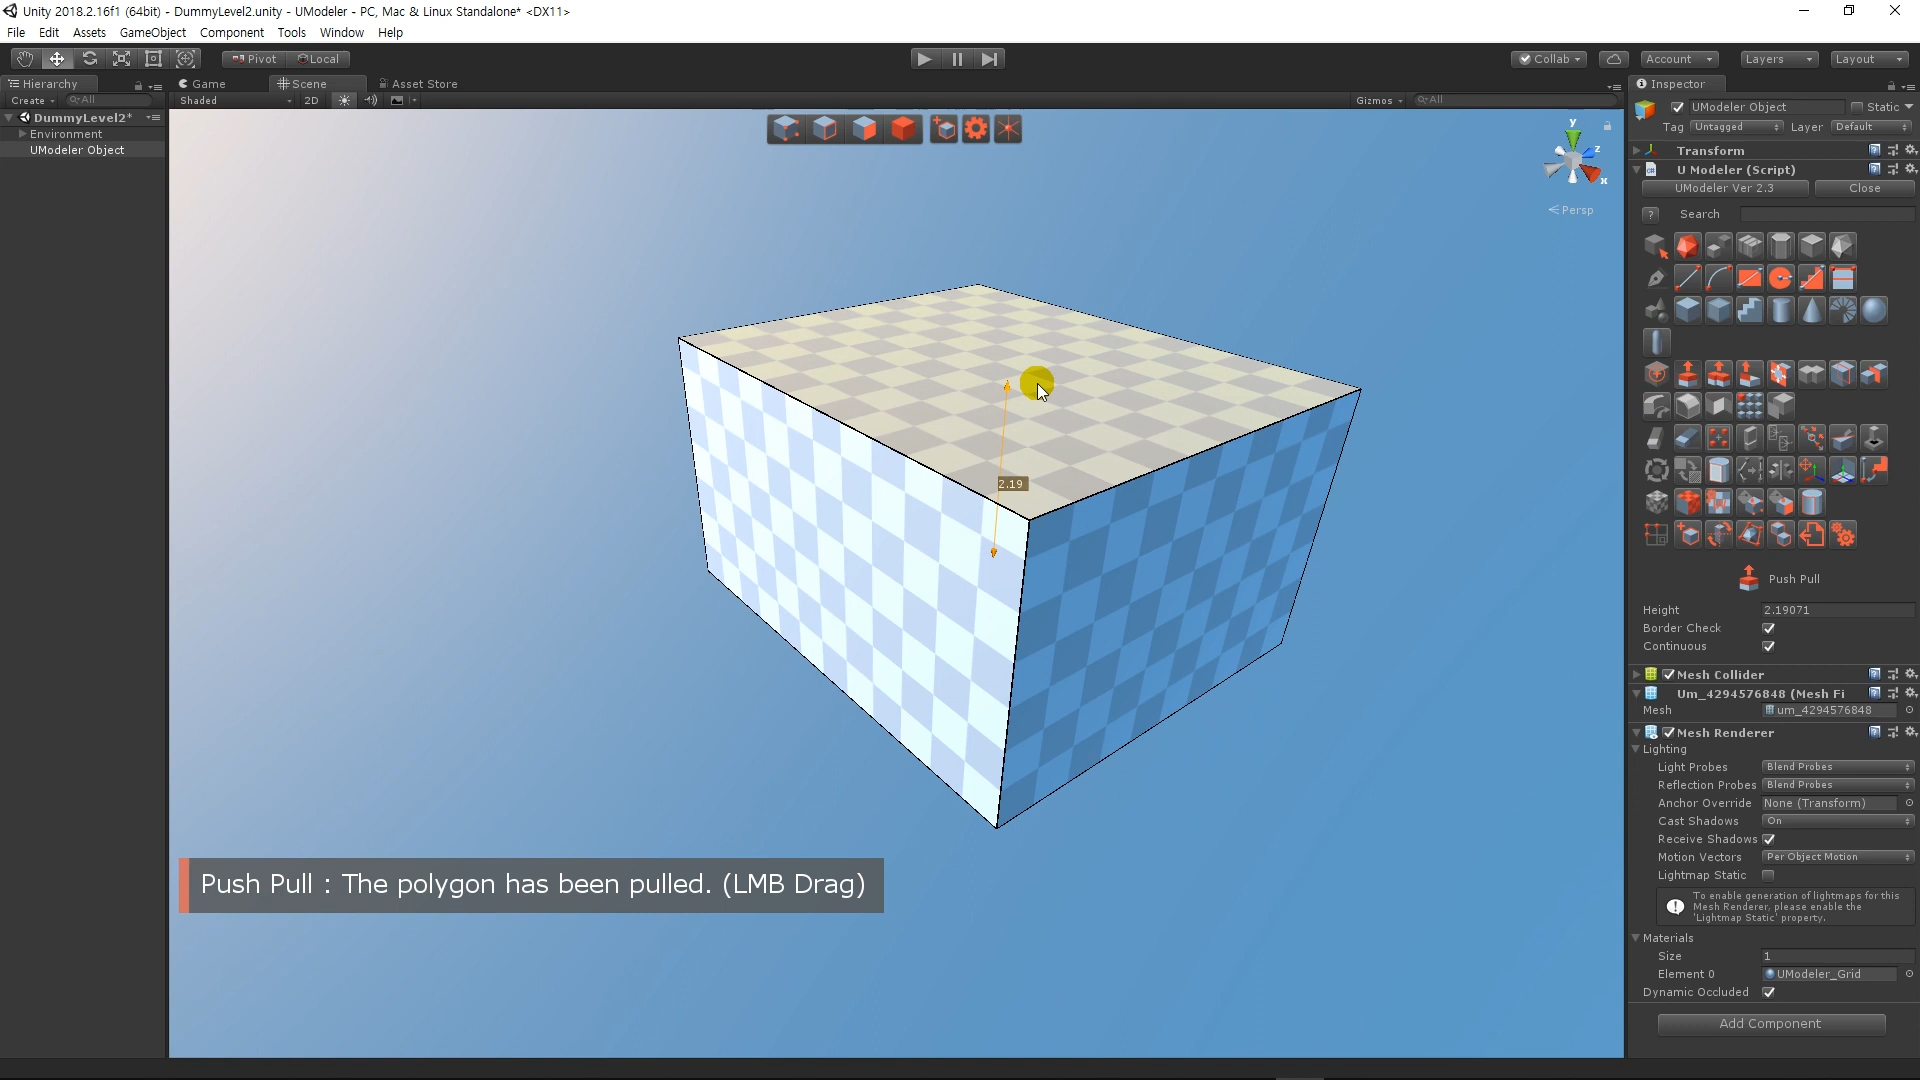 Unity 2018.2.16f1 (64bit) - DummyLevel2.unity - UModeler - PC, Mac & Linux Standalone* <DX11>
File Edit Assets GameObject Component Tools Window Help
Pivot Local
Collab Account Layers Layout
Hierarchy
Create All
DummyLevel2*
Environment
UModeler Object
Game Scene Asset Store
Shaded 2D Gizmos All
y
z
x
Persp
2.19
Push Pull : The polygon has been pulled. (LMB Drag)
Inspector
UModeler Object Static
Tag Untagged Layer Default
Transform
U Modeler (Script)
UModeler Ver 2.3 Close
? Search
Push Pull
Height 2.19071
Border Check
Continuous
Mesh Collider
Um_4294576848 (Mesh Fi
Mesh um_4294576848
Mesh Renderer
Lighting
Light Probes Blend Probes
Reflection Probes Blend Probes
Anchor Override None (Transform)
Cast Shadows On
Receive Shadows
Motion Vectors Per Object Motion
Lightmap Static
To enable generation of lightmaps for this
Mesh Renderer, please enable the
'Lightmap Static' property.
Materials
Size 1
Element 0 UModeler_Grid
Dynamic Occluded
Add Component